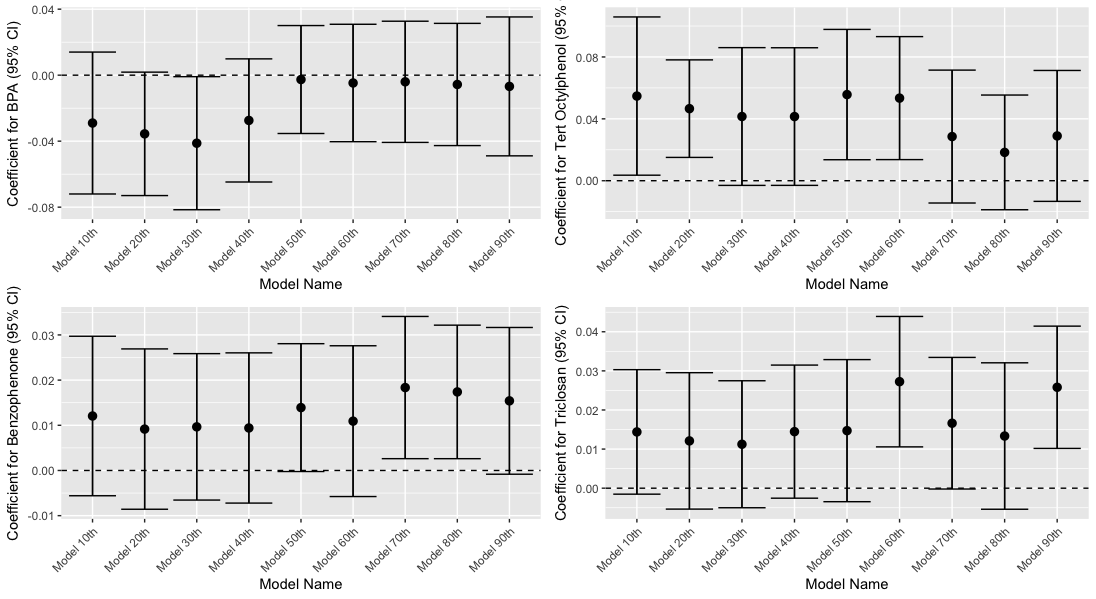 Coefficient for BPA (95% CI)
0.04
0.00
-0.04
-0.08
Model 10th
Model 20th
Model 30th
Model 40th
Model 50th
Model 60th
Model 70th
Model 80th
Model 90th
Model Name
Coefficient for Tert Octylphenol (95%
0.08
0.04
0.00
Model 10th
Model 20th
Model 30th
Model 40th
Model 50th
Model 60th
Model 70th
Model 80th
Model 90th
Model Name
Coefficient for Benzophenone (95% CI)
0.03
0.02
0.01
0.00
-0.01
Model 10th
Model 20th
Model 30th
Model 40th
Model 50th
Model 60th
Model 70th
Model 80th
Model 90th
Model Name
Coefficient for Triclosan (95% CI)
0.04
0.03
0.02
0.01
0.00
Model 10th
Model 20th
Model 30th
Model 40th
Model 50th
Model 60th
Model 70th
Model 80th
Model 90th
Model Name